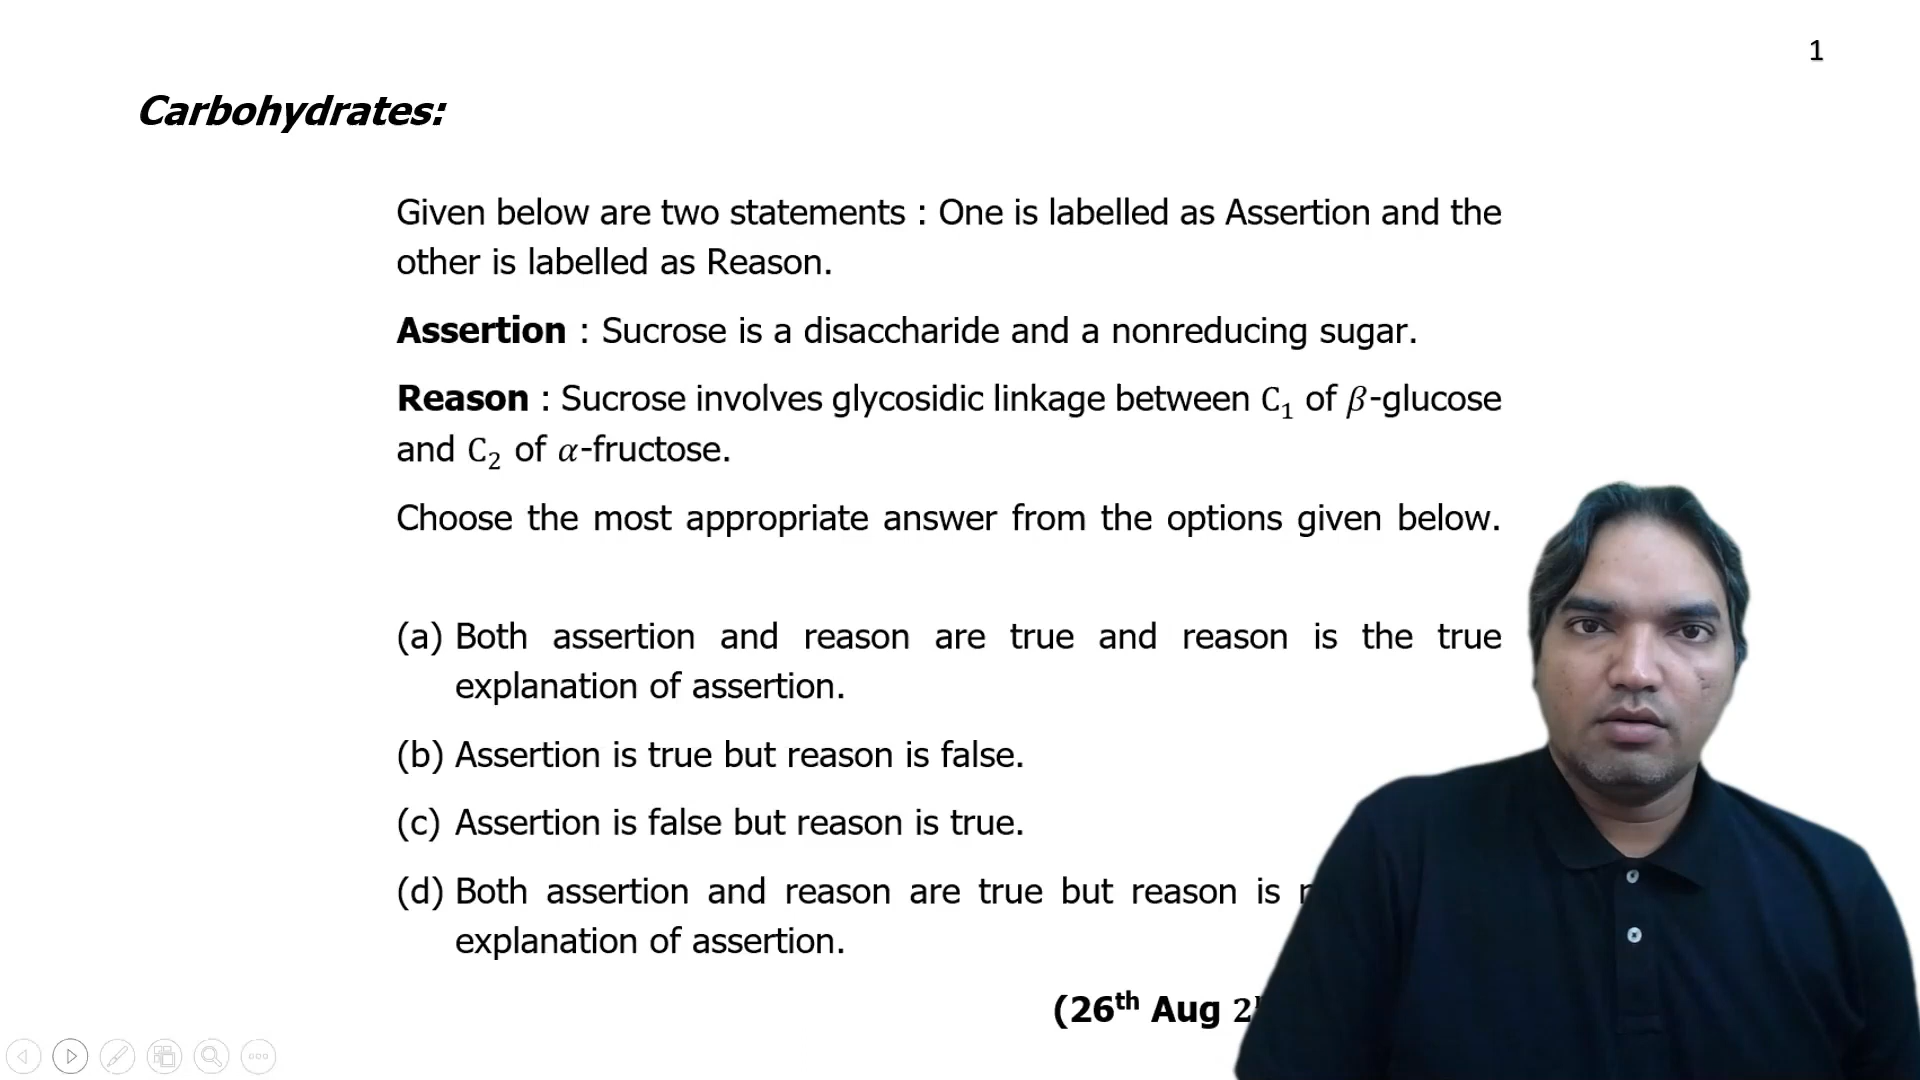 1
Carbohydrates:
Given below are two statements : One is labelled as Assertion and the
other is labelled as Reason.
Assertion : Sucrose is a disaccharide and a nonreducing sugar.
Reason : Sucrose involves glycosidic linkage between C₁ of β-glucose
and C₂ of α-fructose.
Choose the most appropriate answer from the options given below.
(a) Both assertion and reason are true and reason is the true
explanation of assertion.
(b) Assertion is true but reason is false.
(c) Assertion is false but reason is true.
(d) Both assertion and reason are true but reason is
explanation of assertion.
(26th Aug